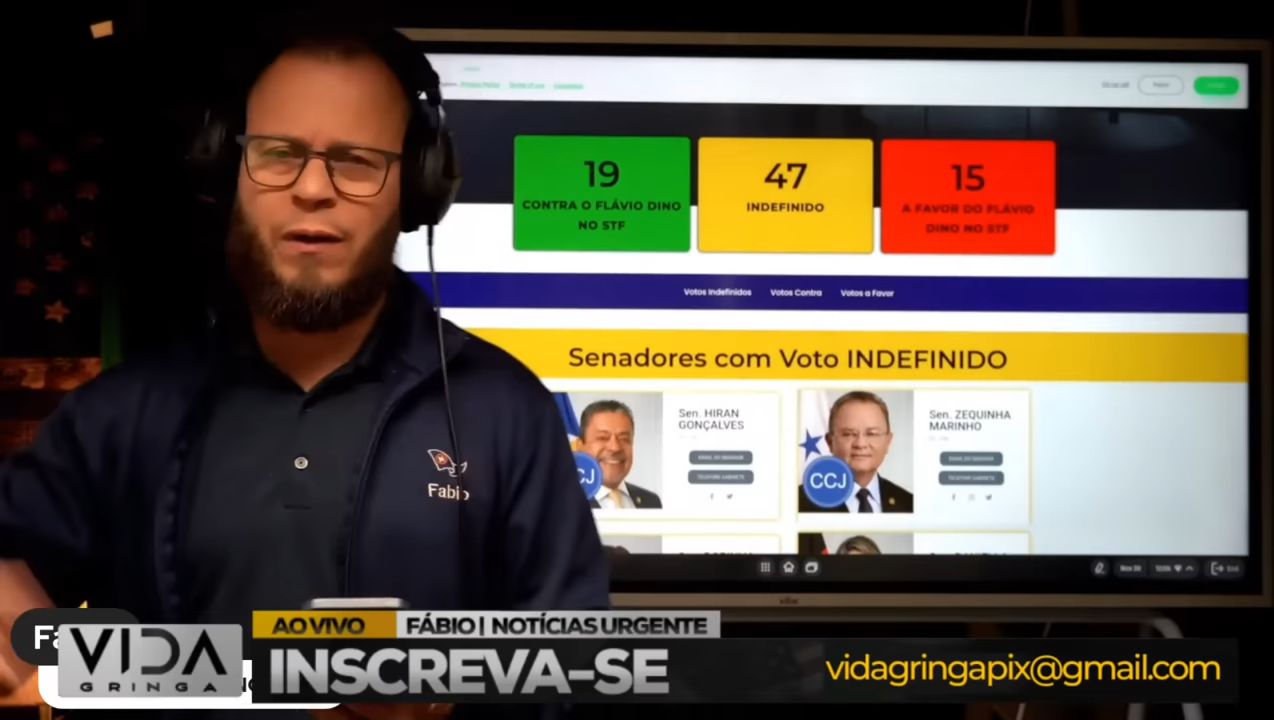 19
CONTRA O FLÁVIO DINO
NO STF
47
INDEFINIDO
15
A FAVOR DO FLÁVIO
DINO NO STF
Votos Indefinidos Votos Contra Votos a Favor
Senadores com Voto INDEFINIDO
Sen. HIRAN
GONÇALVES
Sen. ZEQUINHA
MARINHO
CCJ
Fabio
AO VIVO
FÁBIO| NOTÍCIAS URGENTE
VIDA
GRINGA
INSCREVA-SE
vidagringapix@gmail.com